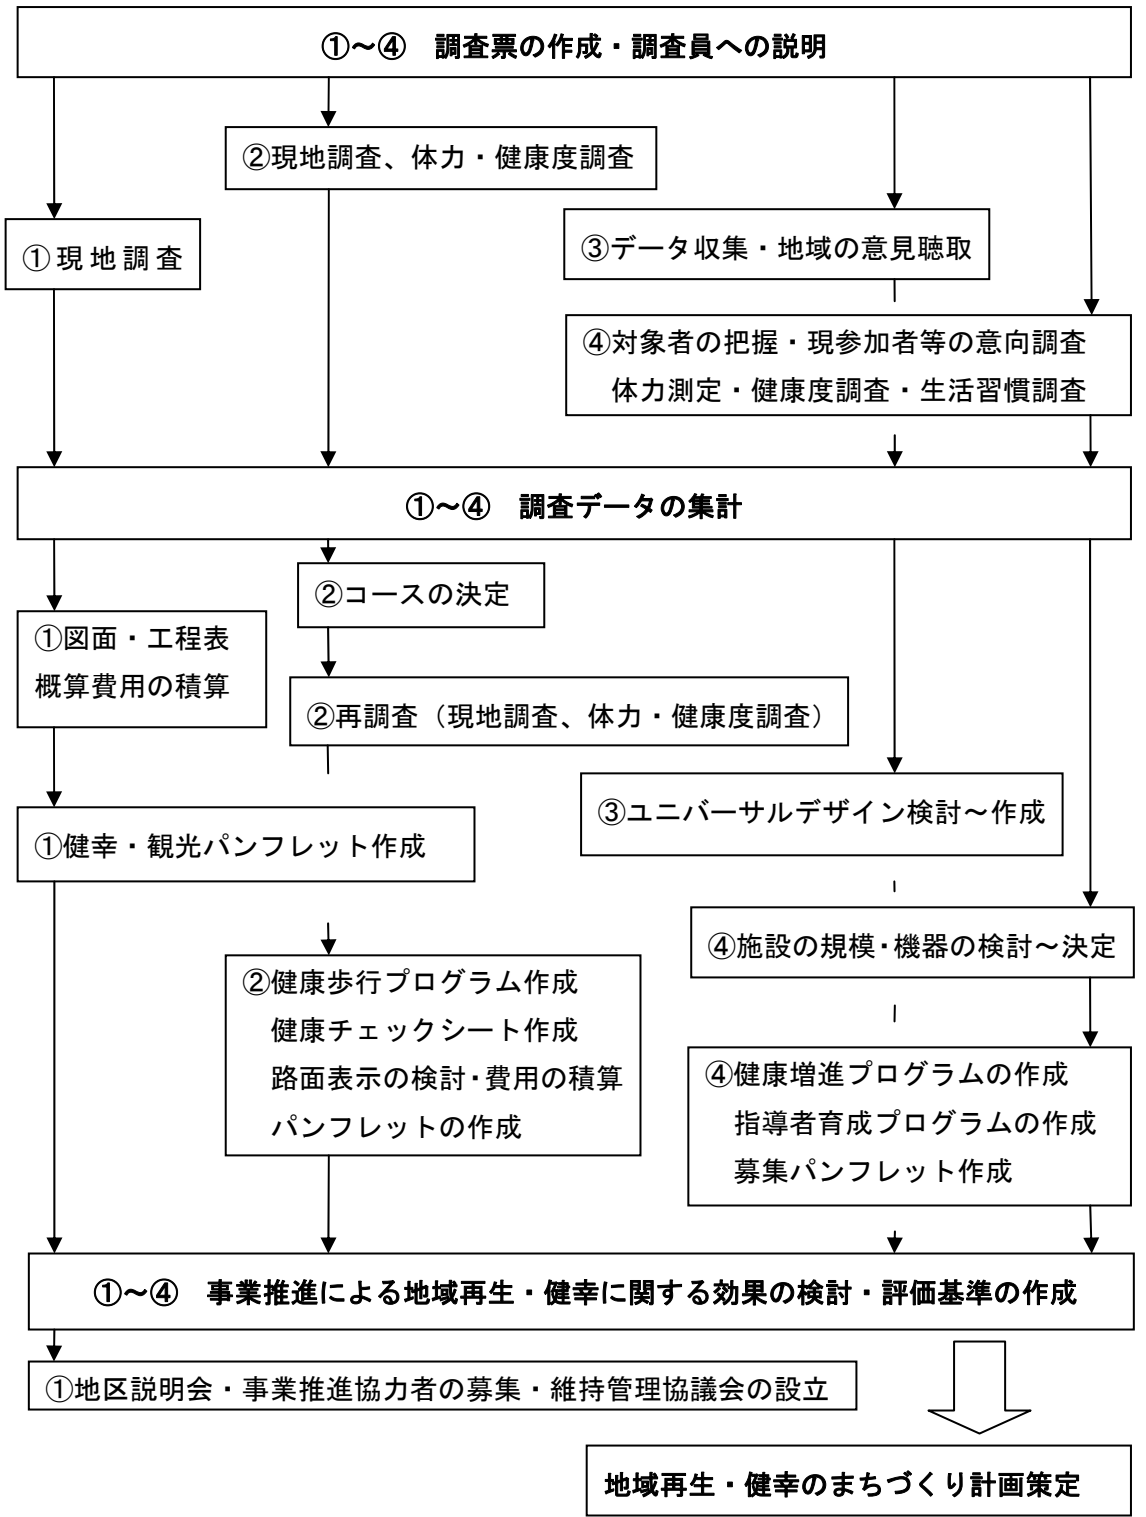 ①～④　調査票の作成・調査員への説明
②現地調査、体力・健康度調査
①現地調査
③データ収集・地域の意見聴取
④対象者の把握・現参加者等の意向調査
体力測定・健康度調査・生活習慣調査
①～④　調査データの集計
②コースの決定
①図面・工程表
概算費用の積算
②再調査（現地調査、体力・健康度調査）
③ユニバーサルデザイン検討～作成
①健幸・観光パンフレット作成
④施設の規模・機器の検討～決定
②健康歩行プログラム作成
健康チェックシート作成
路面表示の検討・費用の積算
パンフレットの作成
④健康増進プログラムの作成
指導者育成プログラムの作成
募集パンフレット作成
①～④　事業推進による地域再生・健幸に関する効果の検討・評価基準の作成
①地区説明会・事業推進協力者の募集・維持管理協議会の設立
地域再生・健幸のまちづくり計画策定